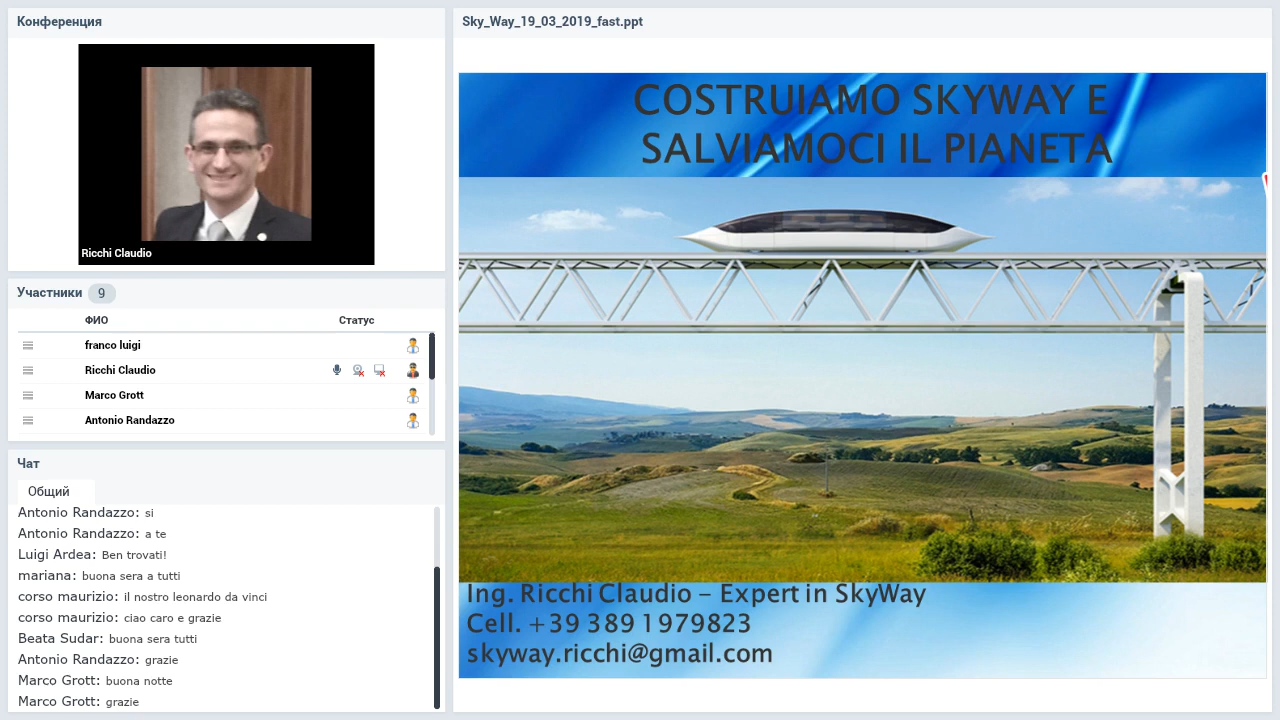 Конференция
Ricchi Claudio
Участники 9
ФИО Статус
franco luigi
Ricchi Claudio
Marco Grott
Antonio Randazzo
Чат
Общий
Antonio Randazzo: si
Antonio Randazzo: a te
Luigi Ardea: Ben trovati!
mariana: buona sera a tutti
corso maurizio: il nostro leonardo da vinci
corso maurizio: ciao caro e grazie
Beata Sudar: buona sera tutti
Antonio Randazzo: grazie
Marco Grott: buona notte
Marco Grott: grazie
Sky_Way_19_03_2019_fast.ppt
COSTRUIAMO SKYWAY E
SALVIAMOCI IL PIANETA
Ing. Ricchi Claudio – Expert in SkyWay
Cell. +39 389 1979823
skyway.ricchi@gmail.com